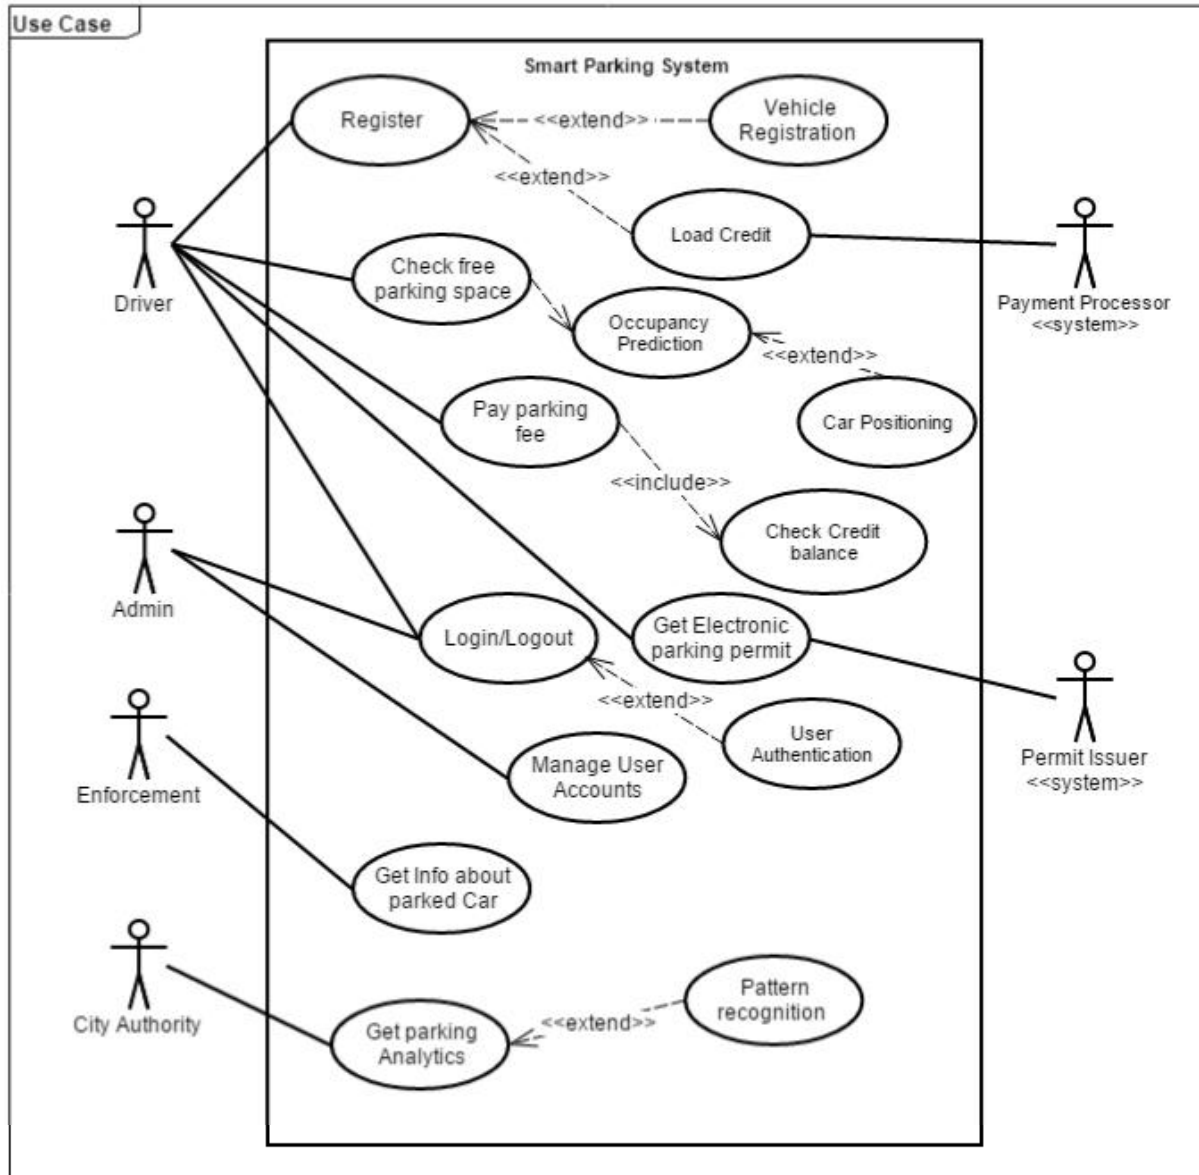 Use Case
Smart Parking System
Register
<<extend>>
Vehicle
Registration
<<extend>>
Load Credit
Driver
Check free
parking space
Payment Processor
<<system>>
Occupancy
Prediction
<<extend>>
Pay parking
fee
Car Positioning
<<include>>
Check Credit
balance
Admin
Login/Logout
Get Electronic
parking permit
<<extend>>
User
Authentication
Permit Issuer
<<system>>
Enforcement
Manage User
Accounts
Get Info about
parked Car
City Authority
Pattern
recognition
<<extend>>
Get parking
Analytics